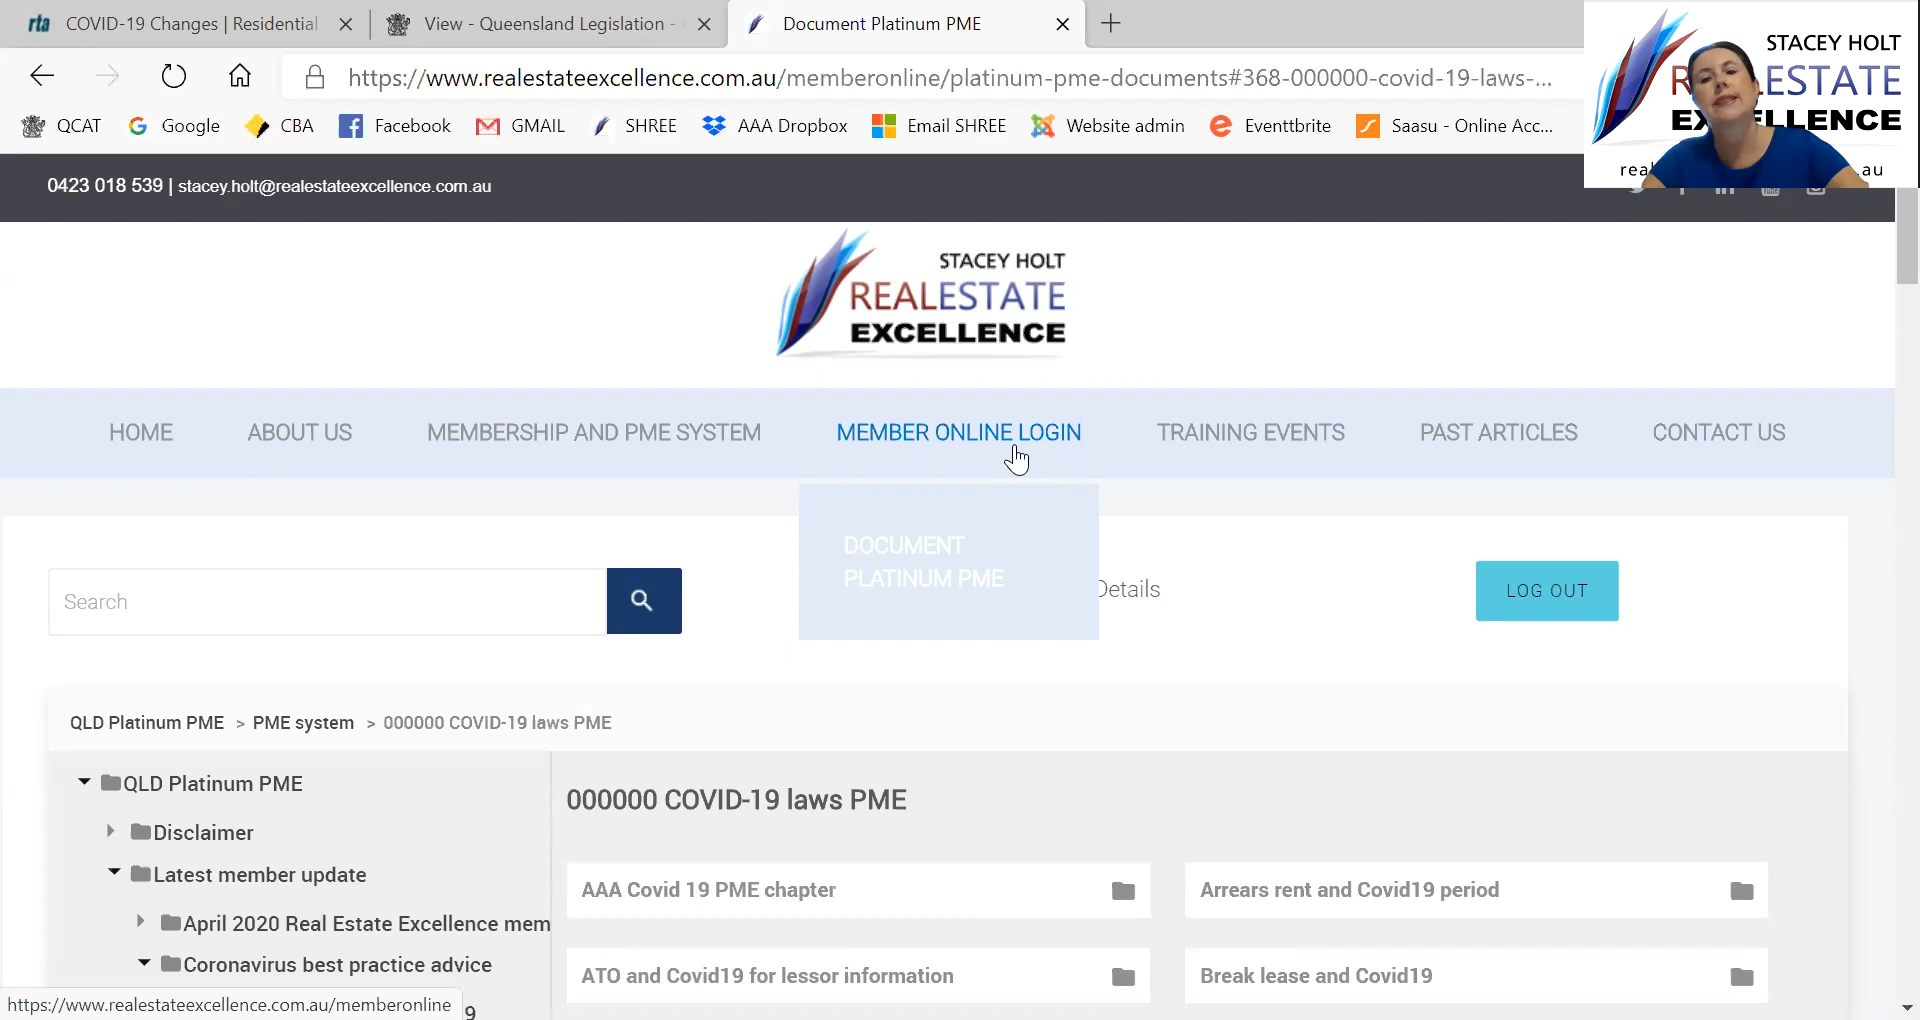 rta COVID-19 Changes | Residential
View - Queensland Legislation -
Document Platinum PME
https://www.realestateexcellence.com.au/memberonline/platinum-pme-documents#368-000000-covid-19-laws-...
QCAT
Google
CBA
Facebook
GMAIL
SHREE
AAA Dropbox
Email SHREE
Website admin
Eventtbrite
Saasu - Online Acc...
STACEY HOLT
ESTATE
EXCELLENCE
.au
0423 018 539 | stacey.holt@realestateexcellence.com.au
STACEY HOLT
REALESTATE
EXCELLENCE
HOME
ABOUT US
MEMBERSHIP AND PME SYSTEM
MEMBER ONLINE LOGIN
TRAINING EVENTS
PAST ARTICLES
CONTACT US
DOCUMENT
PLATINUM PME
Search
Details
LOG OUT
QLD Platinum PME > PME system > 000000 COVID-19 laws PME
QLD Platinum PME
Disclaimer
Latest member update
April 2020 Real Estate Excellence mem
Coronavirus best practice advice
000000 COVID-19 laws PME
AAA Covid 19 PME chapter
Arrears rent and Covid19 period
ATO and Covid19 for lessor information
Break lease and Covid19
https://www.realestateexcellence.com.au/memberonline
9